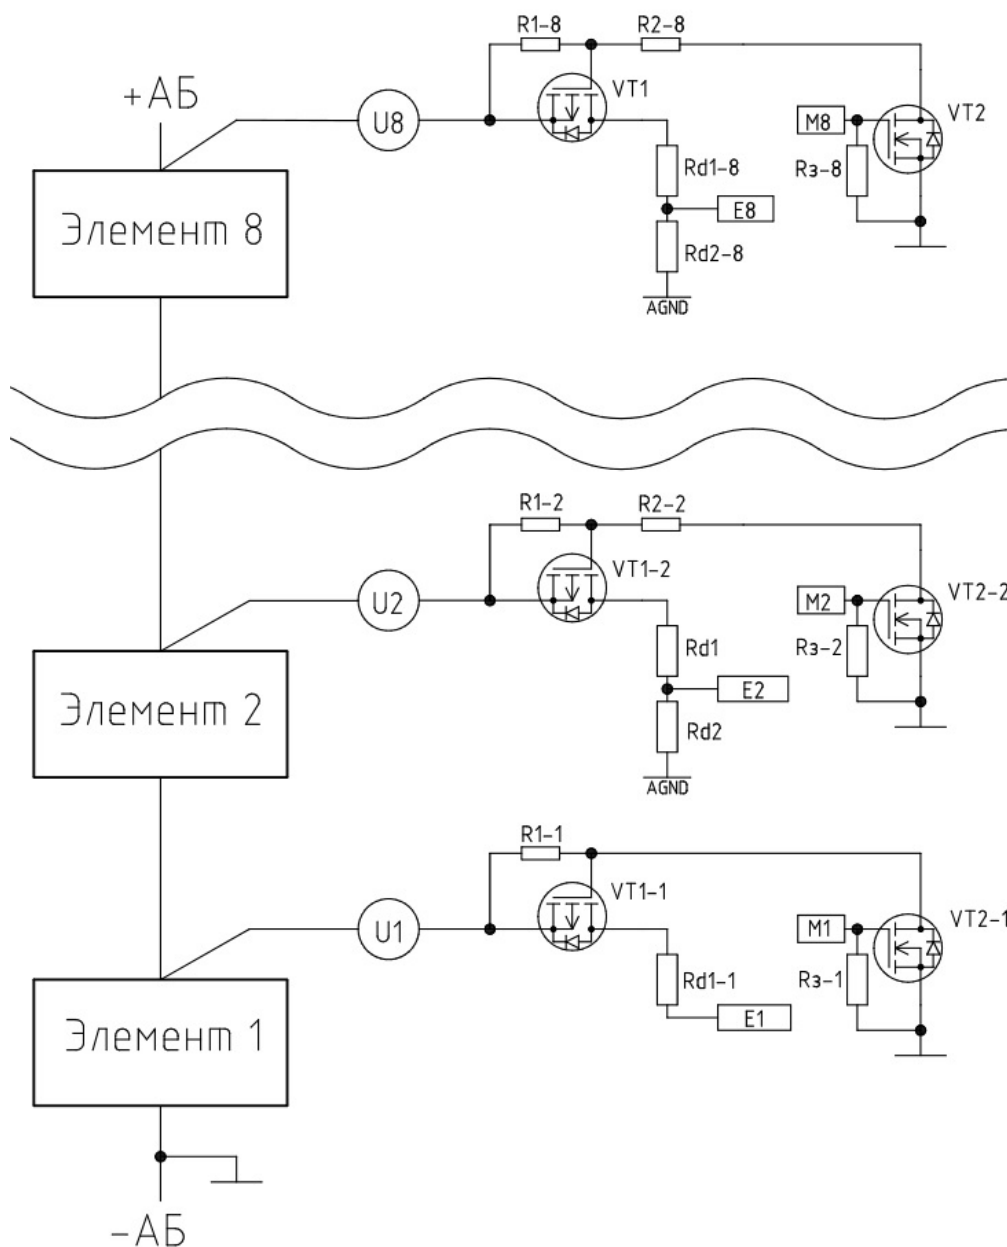 R1-8
R2-8
+АБ
VT1
U8
M8
VT2
Rd1-8
Rз-8
Элемент 8
E8
Rd2-8
AGND
R1-2
R2-2
VT1-2
U2
M2
VT2-2
Rd1
Rз-2
Элемент 2
E2
Rd2
AGND
R1-1
VT1-1
U1
M1
VT2-1
Rd1-1
Rз-1
Элемент 1
E1
-АБ